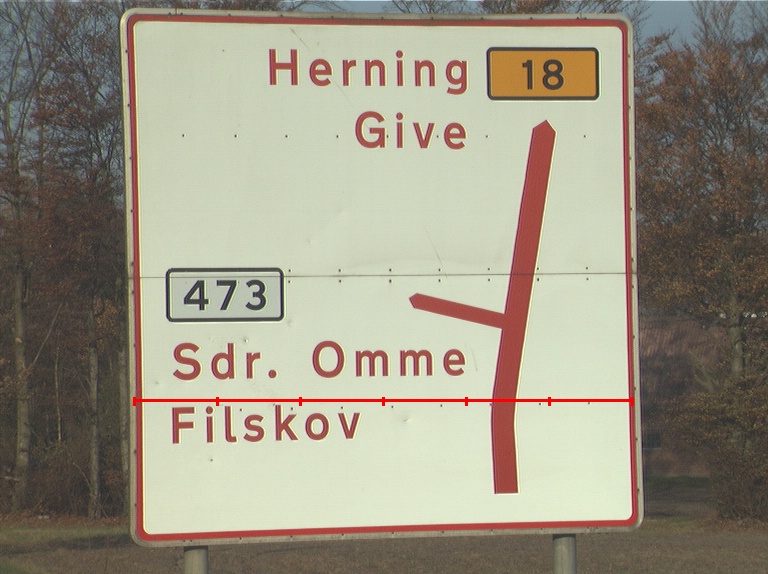 Herning 18
Give
473
Sdr. Omme
Filskov